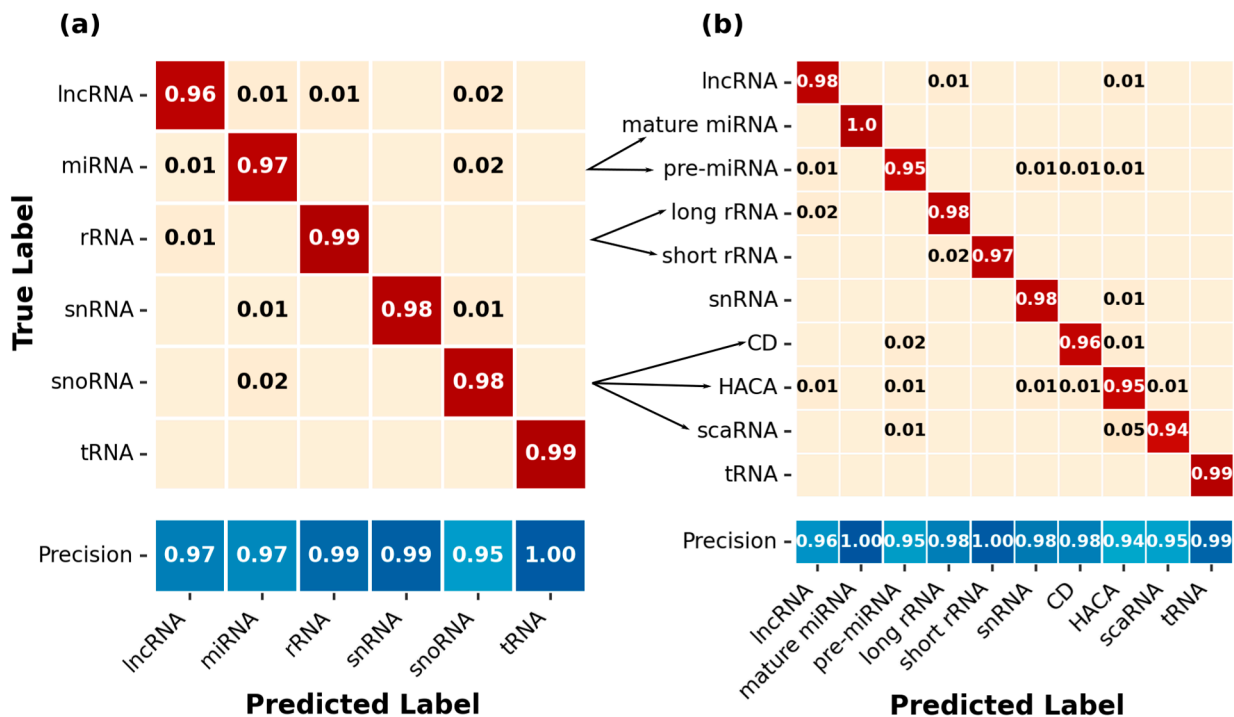 (a)
lncRNA 0.96 0.01 0.01 0.02
miRNA 0.01 0.97 0.02
rRNA 0.01 0.99
snRNA 0.01 0.98 0.01
snoRNA 0.02 0.98
tRNA 0.99
Precision 0.97 0.97 0.99 0.99 0.95 1.00
lncRNA miRNA rRNA snRNA snoRNA tRNA
Predicted Label
True Label
(b)
lncRNA 0.98 0.01 0.01
mature miRNA 1.0
pre-miRNA 0.01 0.95 0.01 0.01 0.01
long rRNA 0.02 0.98
short rRNA 0.02 0.97
snRNA 0.98 0.01
CD 0.02 0.96 0.01
HACA 0.01 0.01 0.01 0.01 0.95 0.01
scaRNA 0.01 0.05 0.94
tRNA 0.99
Precision 0.96 1.00 0.95 0.98 1.00 0.98 0.98 0.94 0.95 0.99
lncRNA mature miRNA pre-miRNA long rRNA short rRNA snRNA CD HACA scaRNA tRNA
Predicted Label